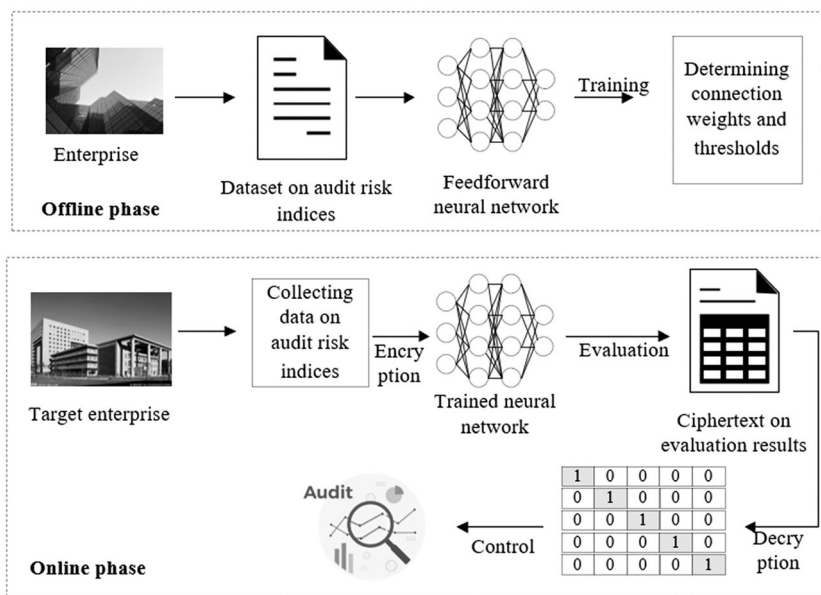 Enterprise
Offline phase
Dataset on audit risk
indices
Feedforward
neural network
Training
Determining
connection
weights and
thresholds
Target enterprise
Collecting
data on
audit risk
indices
Encry
ption
Trained neural
network
Evaluation
Ciphertext on
evaluation results
Decry
ption
1 0 0 0 0
0 1 0 0 0
0 0 1 0 0
0 0 0 1 0
0 0 0 0 1
Control
Audit
Online phase